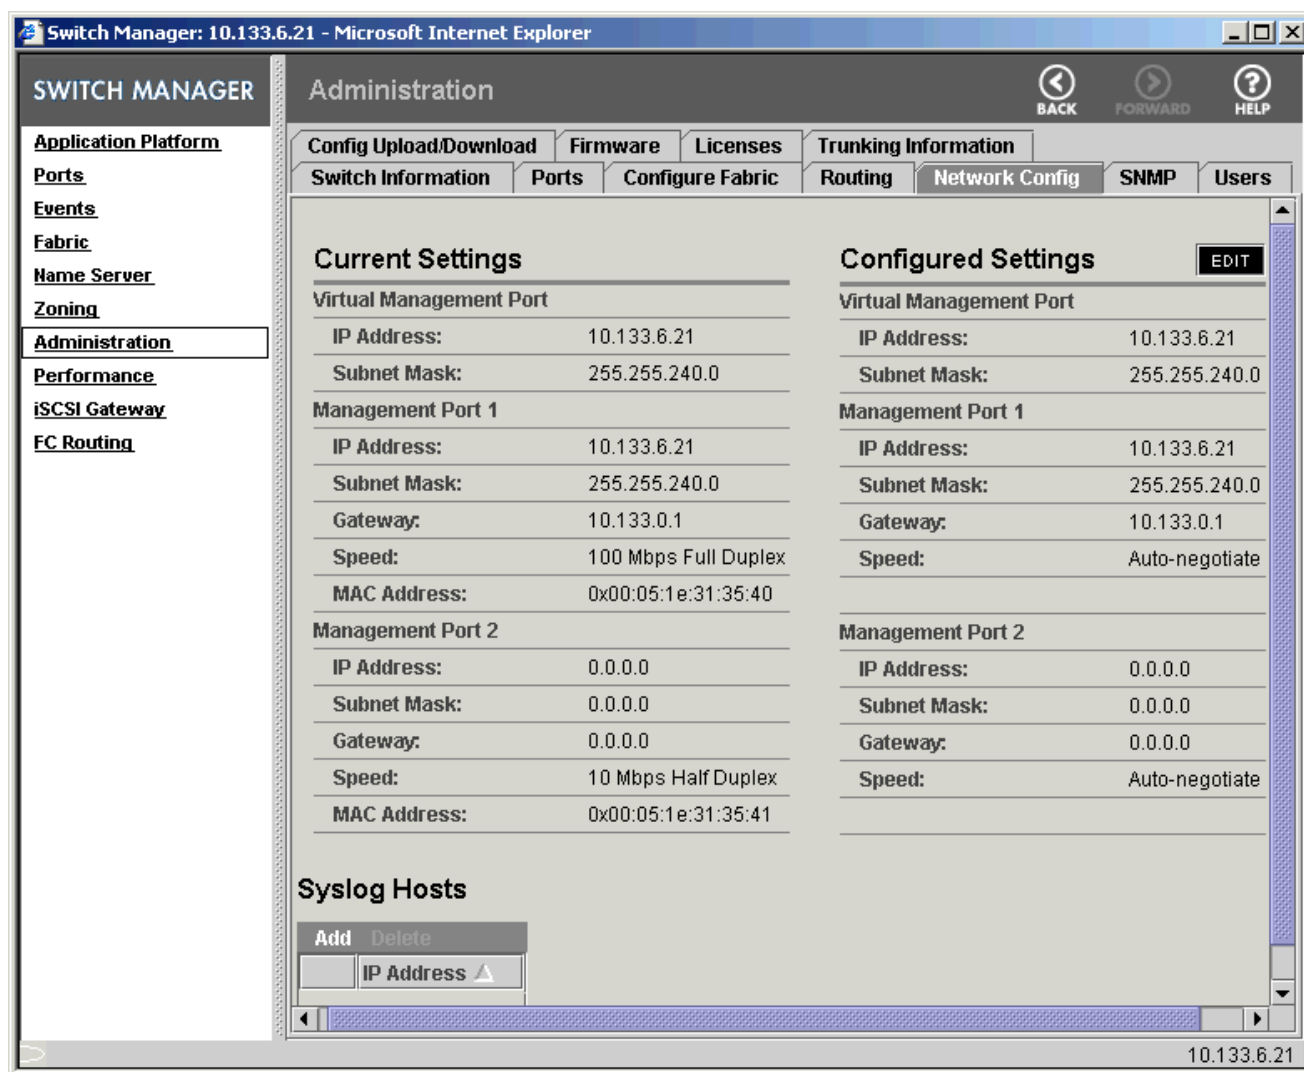 Switch Manager: 10.133.6.21 - Microsoft Internet Explorer
SWITCH MANAGER
Administration
BACK
FORWARD
HELP
Application Platform
Ports
Events
Fabric
Name Server
Zoning
Administration
Performance
iSCSI Gateway
FC Routing
Config Upload/Download Firmware Licenses Trunking Information
Switch Information Ports Configure Fabric Routing Network Config SNMP Users
Current Settings
Virtual Management Port
IP Address: 10.133.6.21
Subnet Mask: 255.255.240.0
Management Port 1
IP Address: 10.133.6.21
Subnet Mask: 255.255.240.0
Gateway: 10.133.0.1
Speed: 100 Mbps Full Duplex
MAC Address: 0x00:05:1e:31:35:40
Management Port 2
IP Address: 0.0.0.0
Subnet Mask: 0.0.0.0
Gateway: 0.0.0.0
Speed: 10 Mbps Half Duplex
MAC Address: 0x00:05:1e:31:35:41
Configured Settings EDIT
Virtual Management Port
IP Address: 10.133.6.21
Subnet Mask: 255.255.240.0
Management Port 1
IP Address: 10.133.6.21
Subnet Mask: 255.255.240.0
Gateway: 10.133.0.1
Speed: Auto-negotiate
Management Port 2
IP Address: 0.0.0.0
Subnet Mask: 0.0.0.0
Gateway: 0.0.0.0
Speed: Auto-negotiate
Syslog Hosts
Add Delete
IP Address
10.133.6.21